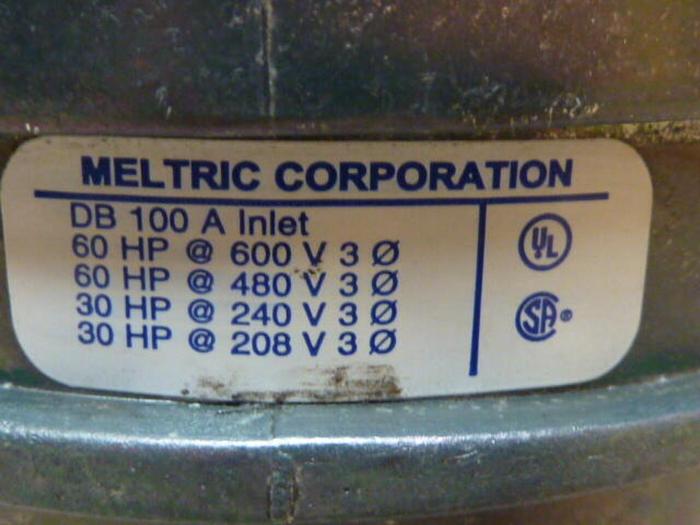 MELTRIC CORPORATION
DB 100 A Inlet
60 HP @ 600 V 3 Ø
60 HP @ 480 V 3 Ø
30 HP @ 240 V 3 Ø
30 HP @ 208 V 3 Ø
UL
SA ®